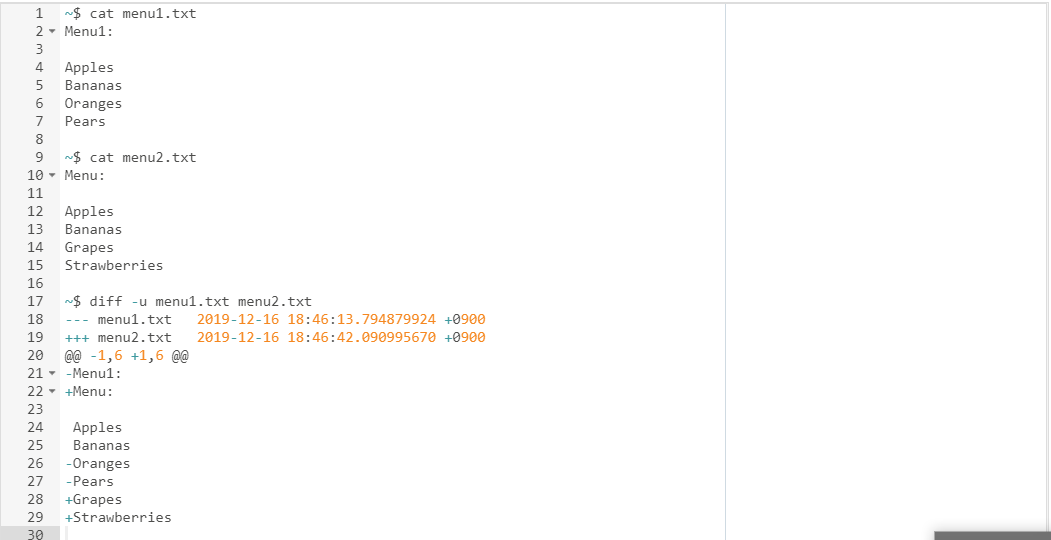 1 ~$ cat menu1.txt
2 Menu1:
3
4 Apples
5 Bananas
6 Oranges
7 Pears
8
9 ~$ cat menu2.txt
10 Menu:
11
12 Apples
13 Bananas
14 Grapes
15 Strawberries
16
17 ~$ diff -u menu1.txt menu2.txt
18 --- menu1.txt   2019-12-16 18:46:13.794879924 +0900
19 +++ menu2.txt   2019-12-16 18:46:42.090995670 +0900
20 @@ -1,6 +1,6 @@
21 -Menu1:
22 +Menu:
23
24  Apples
25  Bananas
26 -Oranges
27 -Pears
28 +Grapes
29 +Strawberries
30